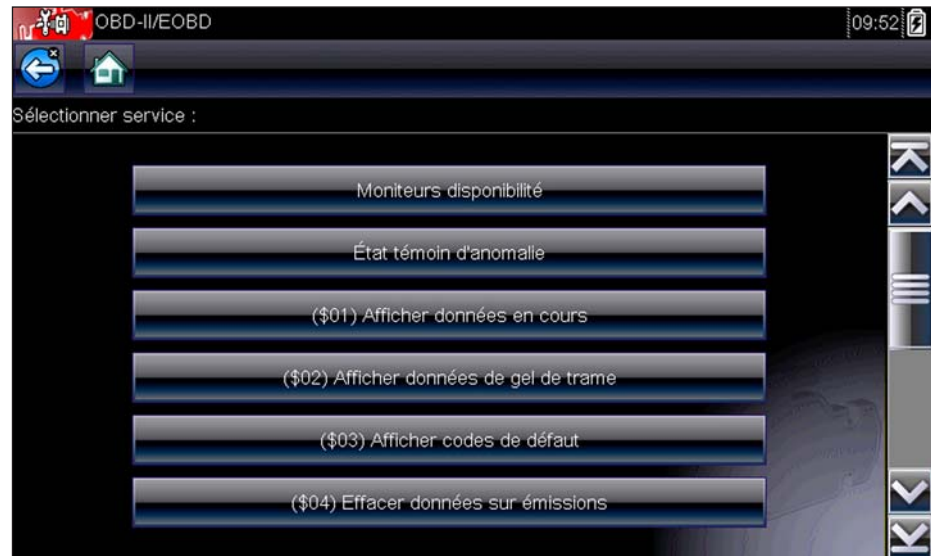 OBD-II/EOBD 09:52
Sélectionner service :
Moniteurs disponibilité
État témoin d'anomalie
($01) Afficher données en cours
($02) Afficher données de gel de trame
($03) Afficher codes de défaut
($04) Effacer données sur émissions